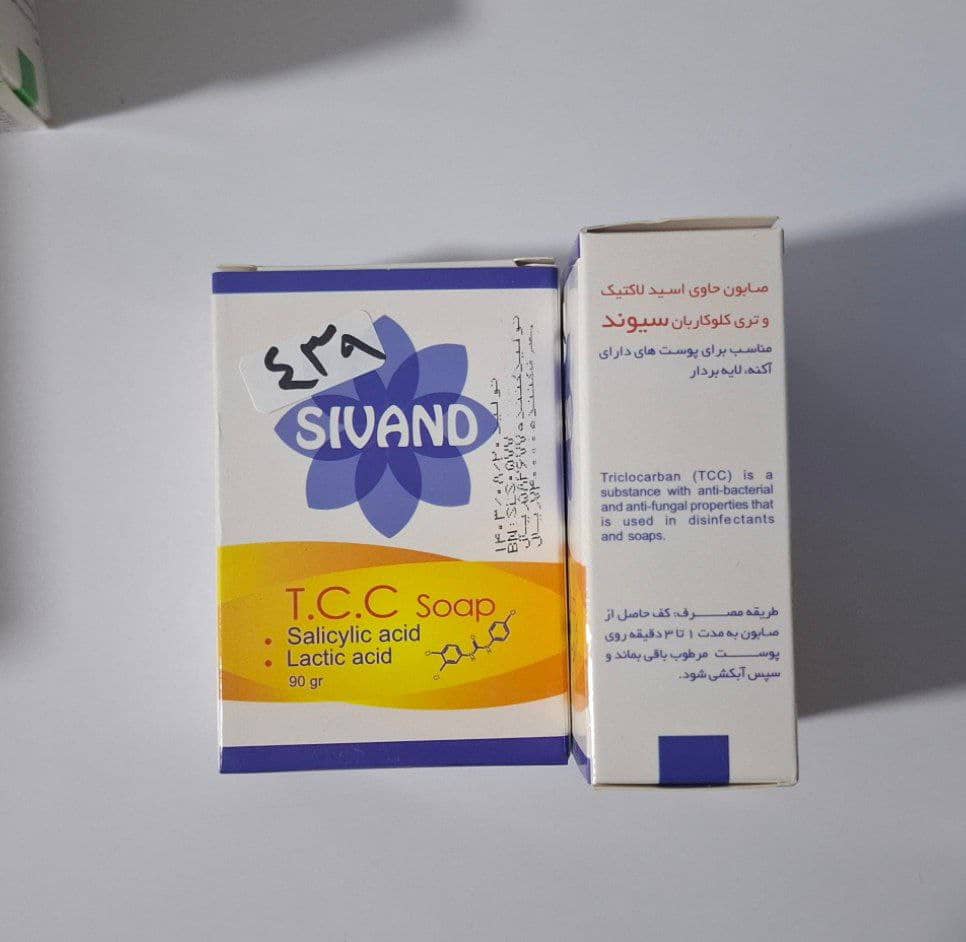 ٤٣٩
SIVAND
T.C.C Soap
• Salicylic acid
• Lactic acid
90 gr
صابون حاوی اسید لاکتیک
و تری کلوکاربان سیوند
مناسب برای پوست های دارای
آکنه، لایه بردار
Triclocarban (TCC) is a
substance with anti-bacterial
and anti-fungal properties that
is used in disinfectants
and soaps.
طریقه مصرف: کف حاصل از
صابون به مدت ۱ تا ۳ دقیقه روی
پوست مرطوب باقی بماند و
سپس آبکشی شود.